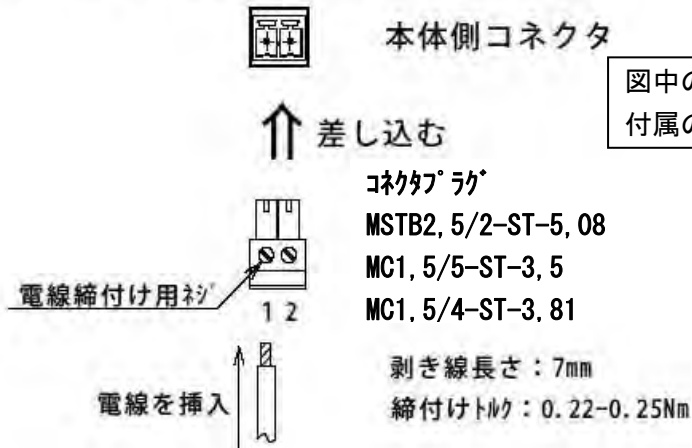 本体側コネクタ
図中の
付属の
差し込む
ｺﾈｸﾀﾌﾟﾗｸﾞ
MSTB2,5/2-ST-5,08
MC1,5/5-ST-3,5
MC1,5/4-ST-3,81
電線締付け用ﾈｼﾞ
1 2
剥き線長さ：7mm
電線を挿入
締付けﾄﾙｸ：0.22-0.25Nm